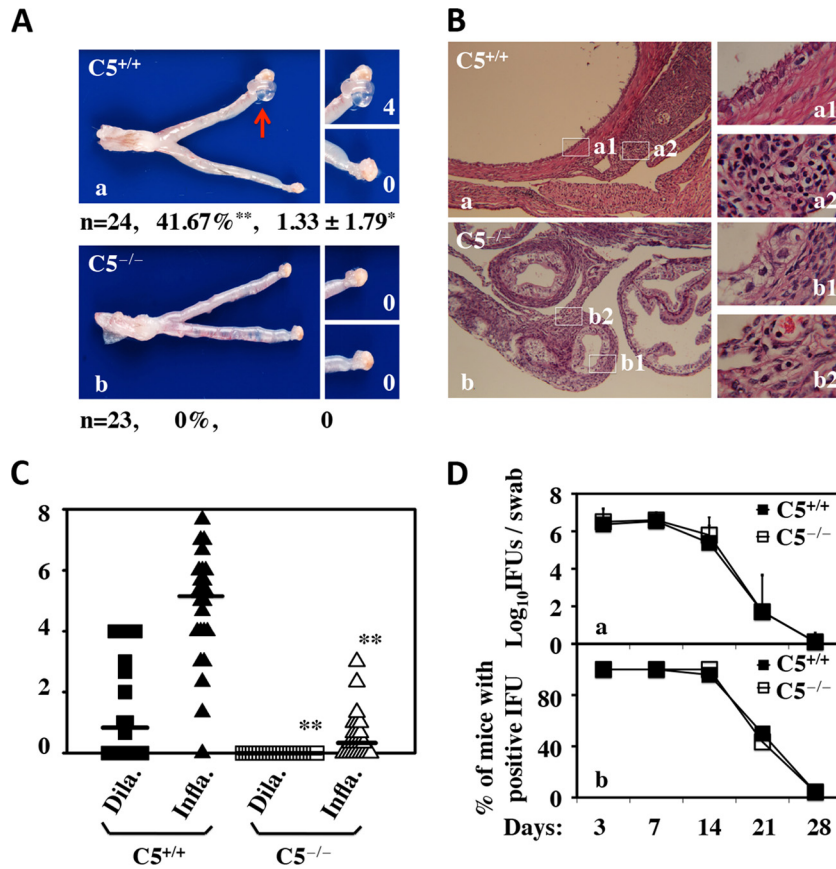 A
C5+/+
4
0
a
n=24, 41.67%**, 1.33 ± 1.79*
C5−/−
0
0
b
n=23, 0%, 0
B
C5+/+
a1
a2
a
a1
a2
C5−/−
b2
b1
b
b1
b2
C
8
6
4
2
0
**
**
Dila.
Infla.
Dila.
Infla.
C5+/+
C5−/−
D
Log10IFUs / swab
8
6
4
2
0
C5+/+
C5−/−
a
% of mice with
positive IFU
80
40
0
C5+/+
C5−/−
b
Days: 3 7 14 21 28